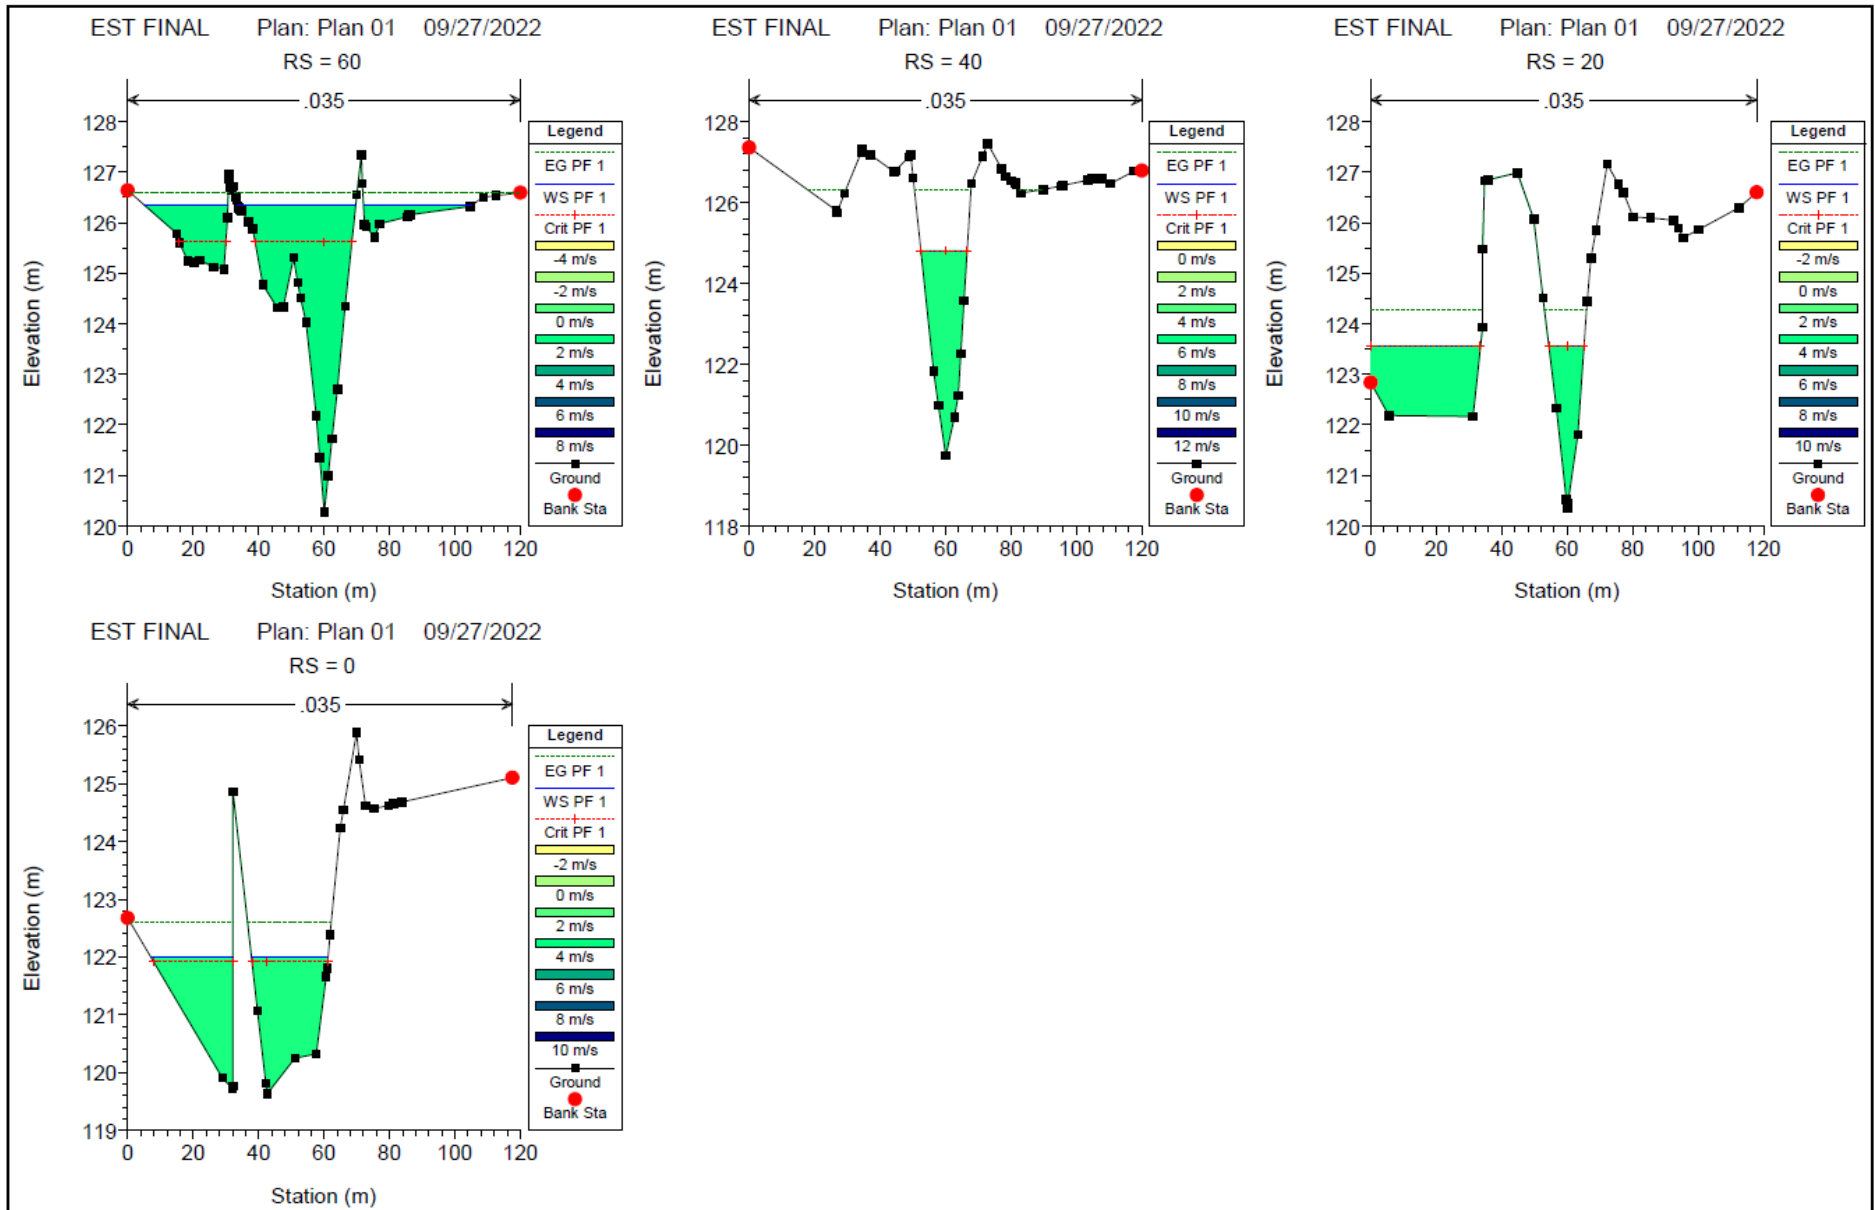 EST FINAL Plan: Plan 01 09/27/2022
RS = 60
.035
128
127
126
125
124
123
122
121
120
Elevation (m)
0 20 40 60 80 100 120
Station (m)
Legend
EG PF 1
WS PF 1
Crit PF 1
-4 m/s
-2 m/s
0 m/s
2 m/s
4 m/s
6 m/s
8 m/s
Ground
Bank Sta
EST FINAL Plan: Plan 01 09/27/2022
RS = 40
.035
128
126
124
122
120
118
Elevation (m)
0 20 40 60 80 100 120
Station (m)
Legend
EG PF 1
WS PF 1
Crit PF 1
0 m/s
2 m/s
4 m/s
6 m/s
8 m/s
10 m/s
12 m/s
Ground
Bank Sta
EST FINAL Plan: Plan 01 09/27/2022
RS = 20
.035
128
127
126
125
124
123
122
121
120
Elevation (m)
0 20 40 60 80 100 120
Station (m)
Legend
EG PF 1
WS PF 1
Crit PF 1
-2 m/s
0 m/s
2 m/s
4 m/s
6 m/s
8 m/s
10 m/s
Ground
Bank Sta
EST FINAL Plan: Plan 01 09/27/2022
RS = 0
.035
126
125
124
123
122
121
120
119
Elevation (m)
0 20 40 60 80 100 120
Station (m)
Legend
EG PF 1
WS PF 1
Crit PF 1
-2 m/s
0 m/s
2 m/s
4 m/s
6 m/s
8 m/s
10 m/s
Ground
Bank Sta